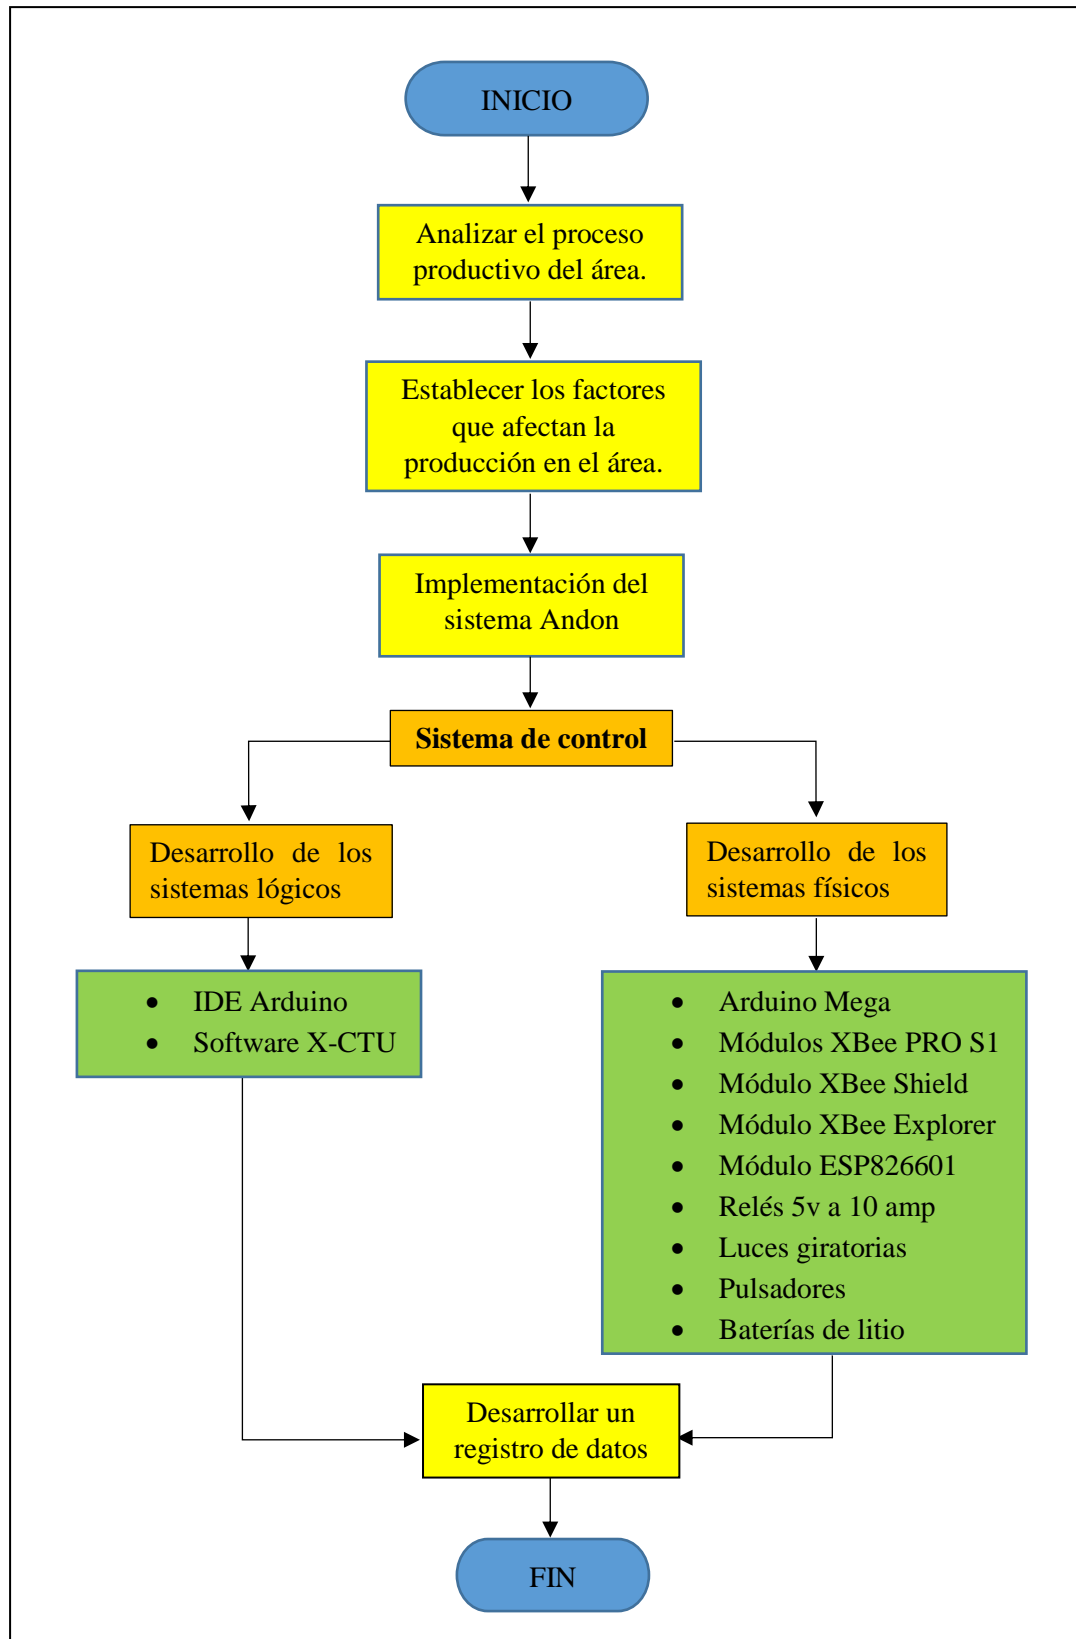 INICIO
Analizar el proceso
productivo del área.
Establecer los factores
que afectan la
producción en el área.
Implementación del
sistema Andon
Sistema de control
Desarrollo de los
sistemas lógicos
Desarrollo de los
sistemas físicos
• IDE Arduino
• Software X-CTU
• Arduino Mega
• Módulos XBee PRO S1
• Módulo XBee Shield
• Módulo XBee Explorer
• Módulo ESP826601
• Relés 5v a 10 amp
• Luces giratorias
• Pulsadores
• Baterías de litio
Desarrollar un
registro de datos
FIN